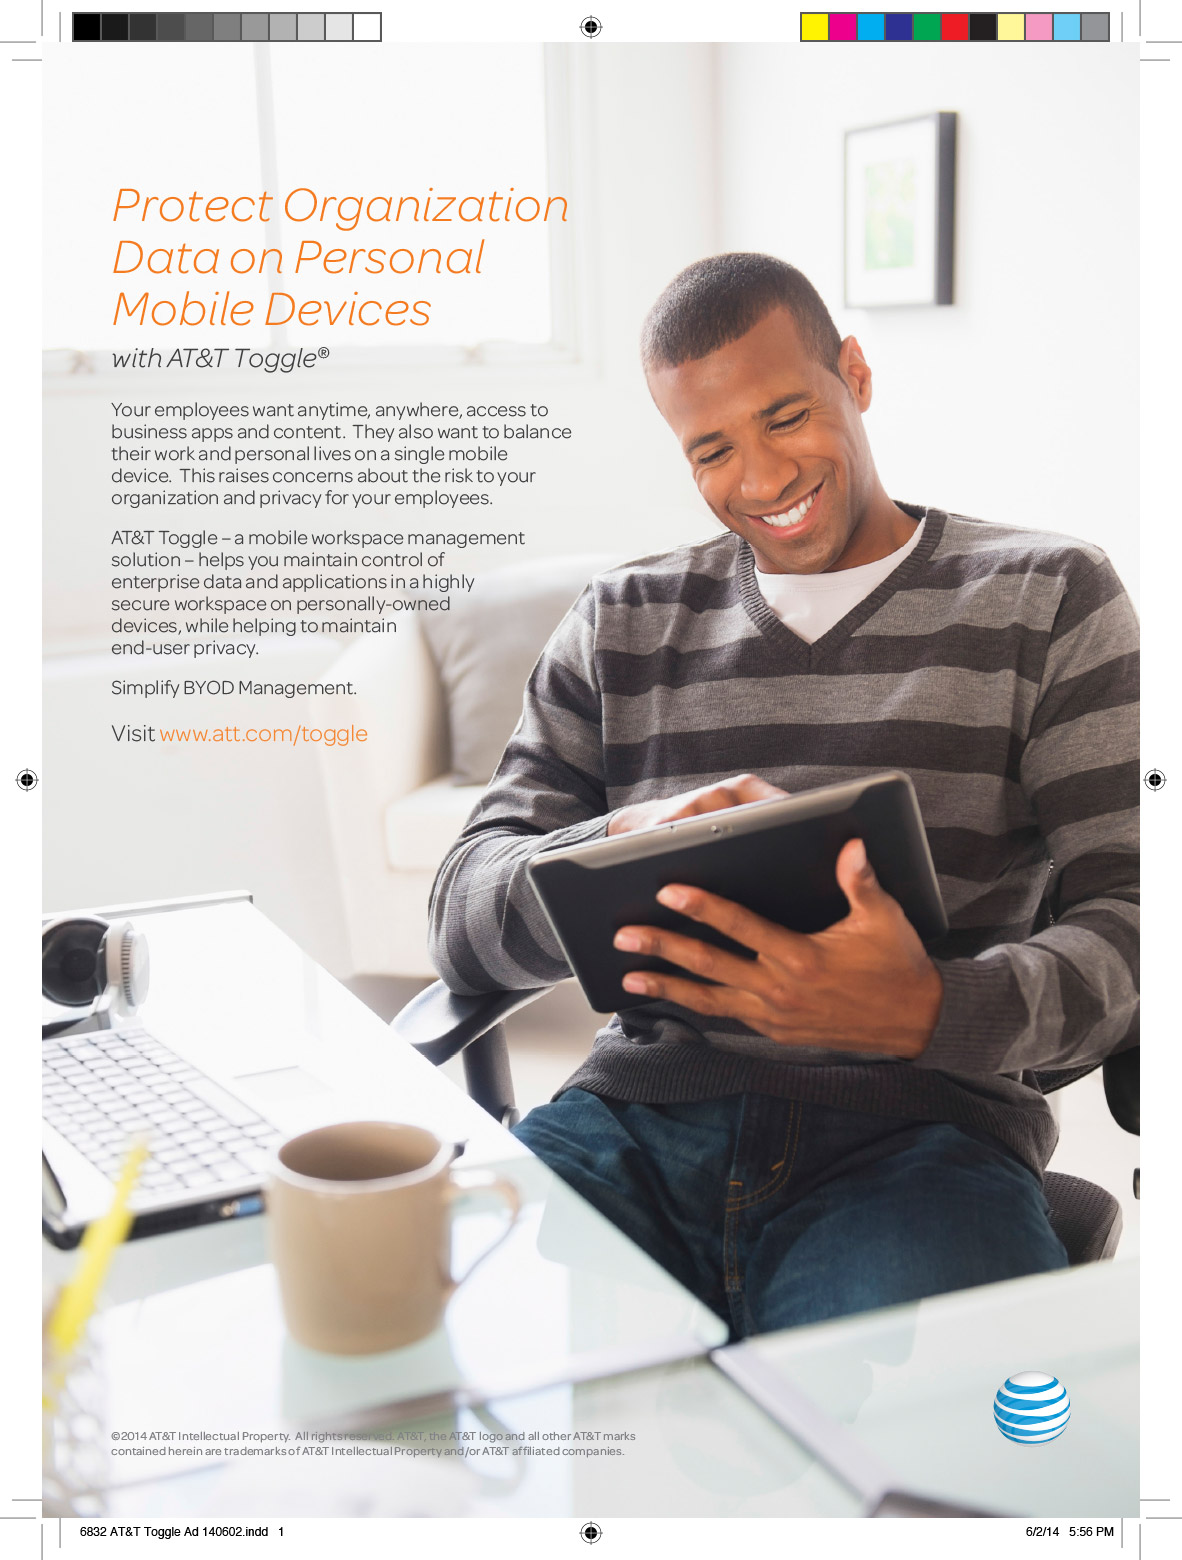 Protect Organization
Data on Personal
Mobile Devices
with AT&T Toggle®
Your employees want anytime, anywhere, access to
business apps and content.  They also want to balance
their work and personal lives on a single mobile
device.  This raises concerns about the risk to your
organization and privacy for your employees.
AT&T Toggle – a mobile workspace management
solution – helps you maintain control of
enterprise data and applications in a highly
secure workspace on personally-owned
devices, while helping to maintain
end-user privacy.
Simplify BYOD Management.
Visit www.att.com/toggle
©2014 AT&T Intellectual Property.  All rights reserved. AT&T, the AT&T logo and all other AT&T marks
contained herein are trademarks of AT&T Intellectual Property and/or AT&T affiliated companies.
6832 AT&T Toggle Ad 140602.indd   1
6/2/14   5:56 PM